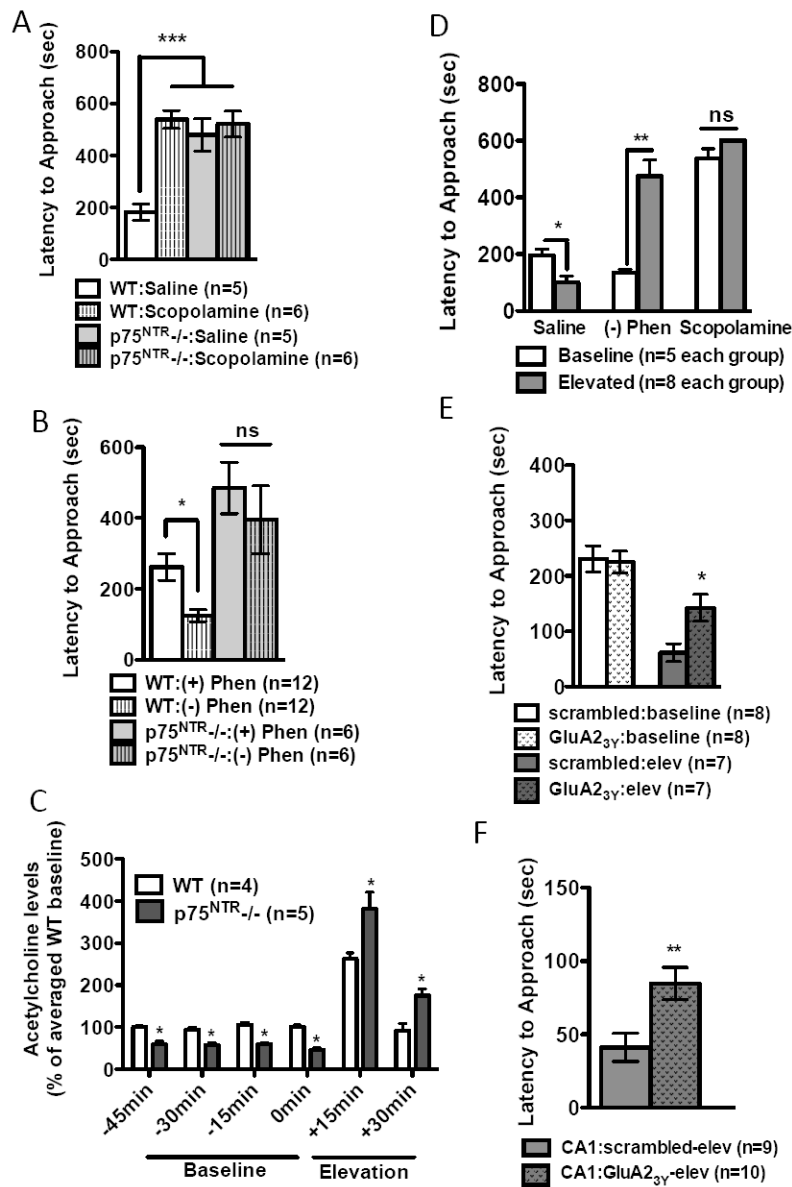 A
Latency to Approach (sec)
800
600
400
200
0
***
WT:Saline (n=5)
WT:Scopolamine (n=6)
p75NTR-/-:Saline (n=5)
p75NTR-/-:Scopolamine (n=6)
B
Latency to Approach (sec)
600
400
200
0
*
ns
WT:(+) Phen (n=12)
WT:(-) Phen (n=12)
p75NTR-/-:(+) Phen (n=6)
p75NTR-/-:(-) Phen (n=6)
C
Acetylcholine levels
(% of averaged WT baseline)
500
400
300
200
100
0
WT (n=4)
p75NTR-/- (n=5)
*
*
*
*
*
*
-45min
-30min
-15min
0min
+15min
+30min
Baseline
Elevation
D
Latency to Approach (sec)
800
600
400
200
0
*
**
ns
Saline
(-) Phen
Scopolamine
Baseline (n=5 each group)
Elevated (n=8 each group)
E
Latency to Approach (sec)
400
300
200
100
0
*
scrambled:baseline (n=8)
GluA23Y:baseline (n=8)
scrambled:elev (n=7)
GluA23Y:elev (n=7)
F
Latency to Approach (sec)
150
100
50
0
**
CA1:scrambled-elev (n=9)
CA1:GluA23Y-elev (n=10)